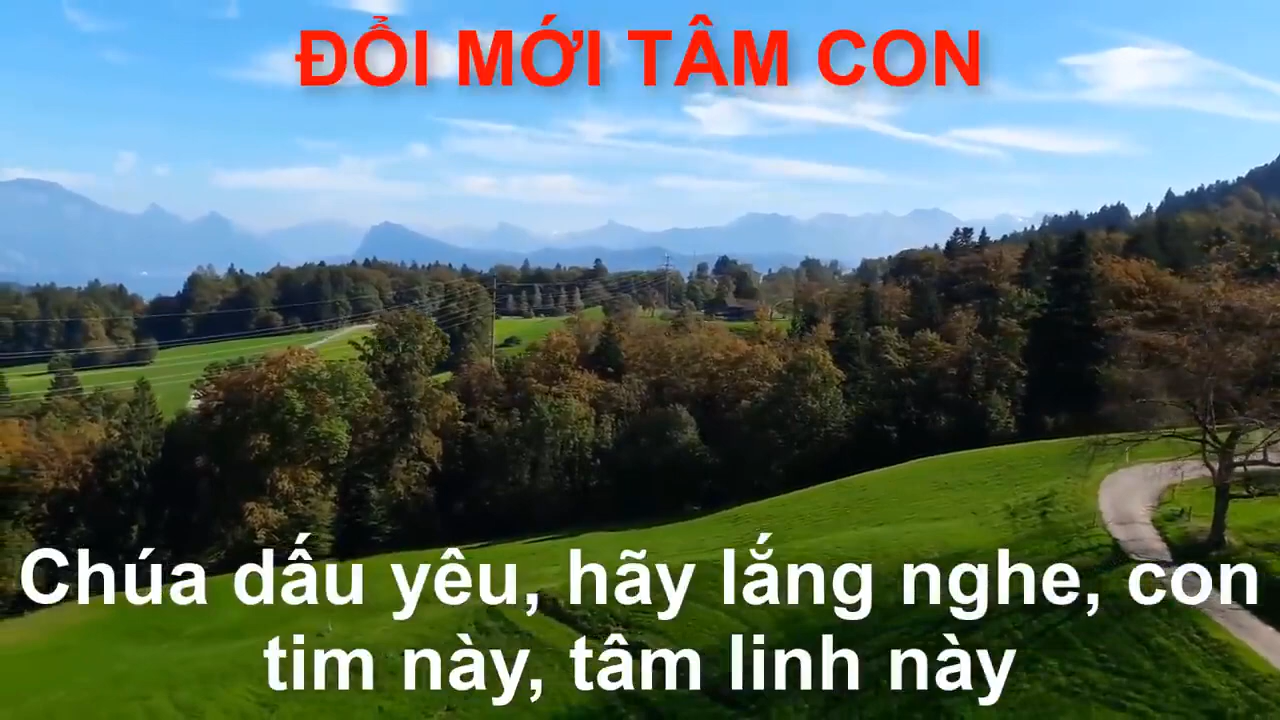 ĐỔI MỚI TÂM CON
Chúa dấu yêu, hãy lắng nghe, con
tim này, tâm linh này